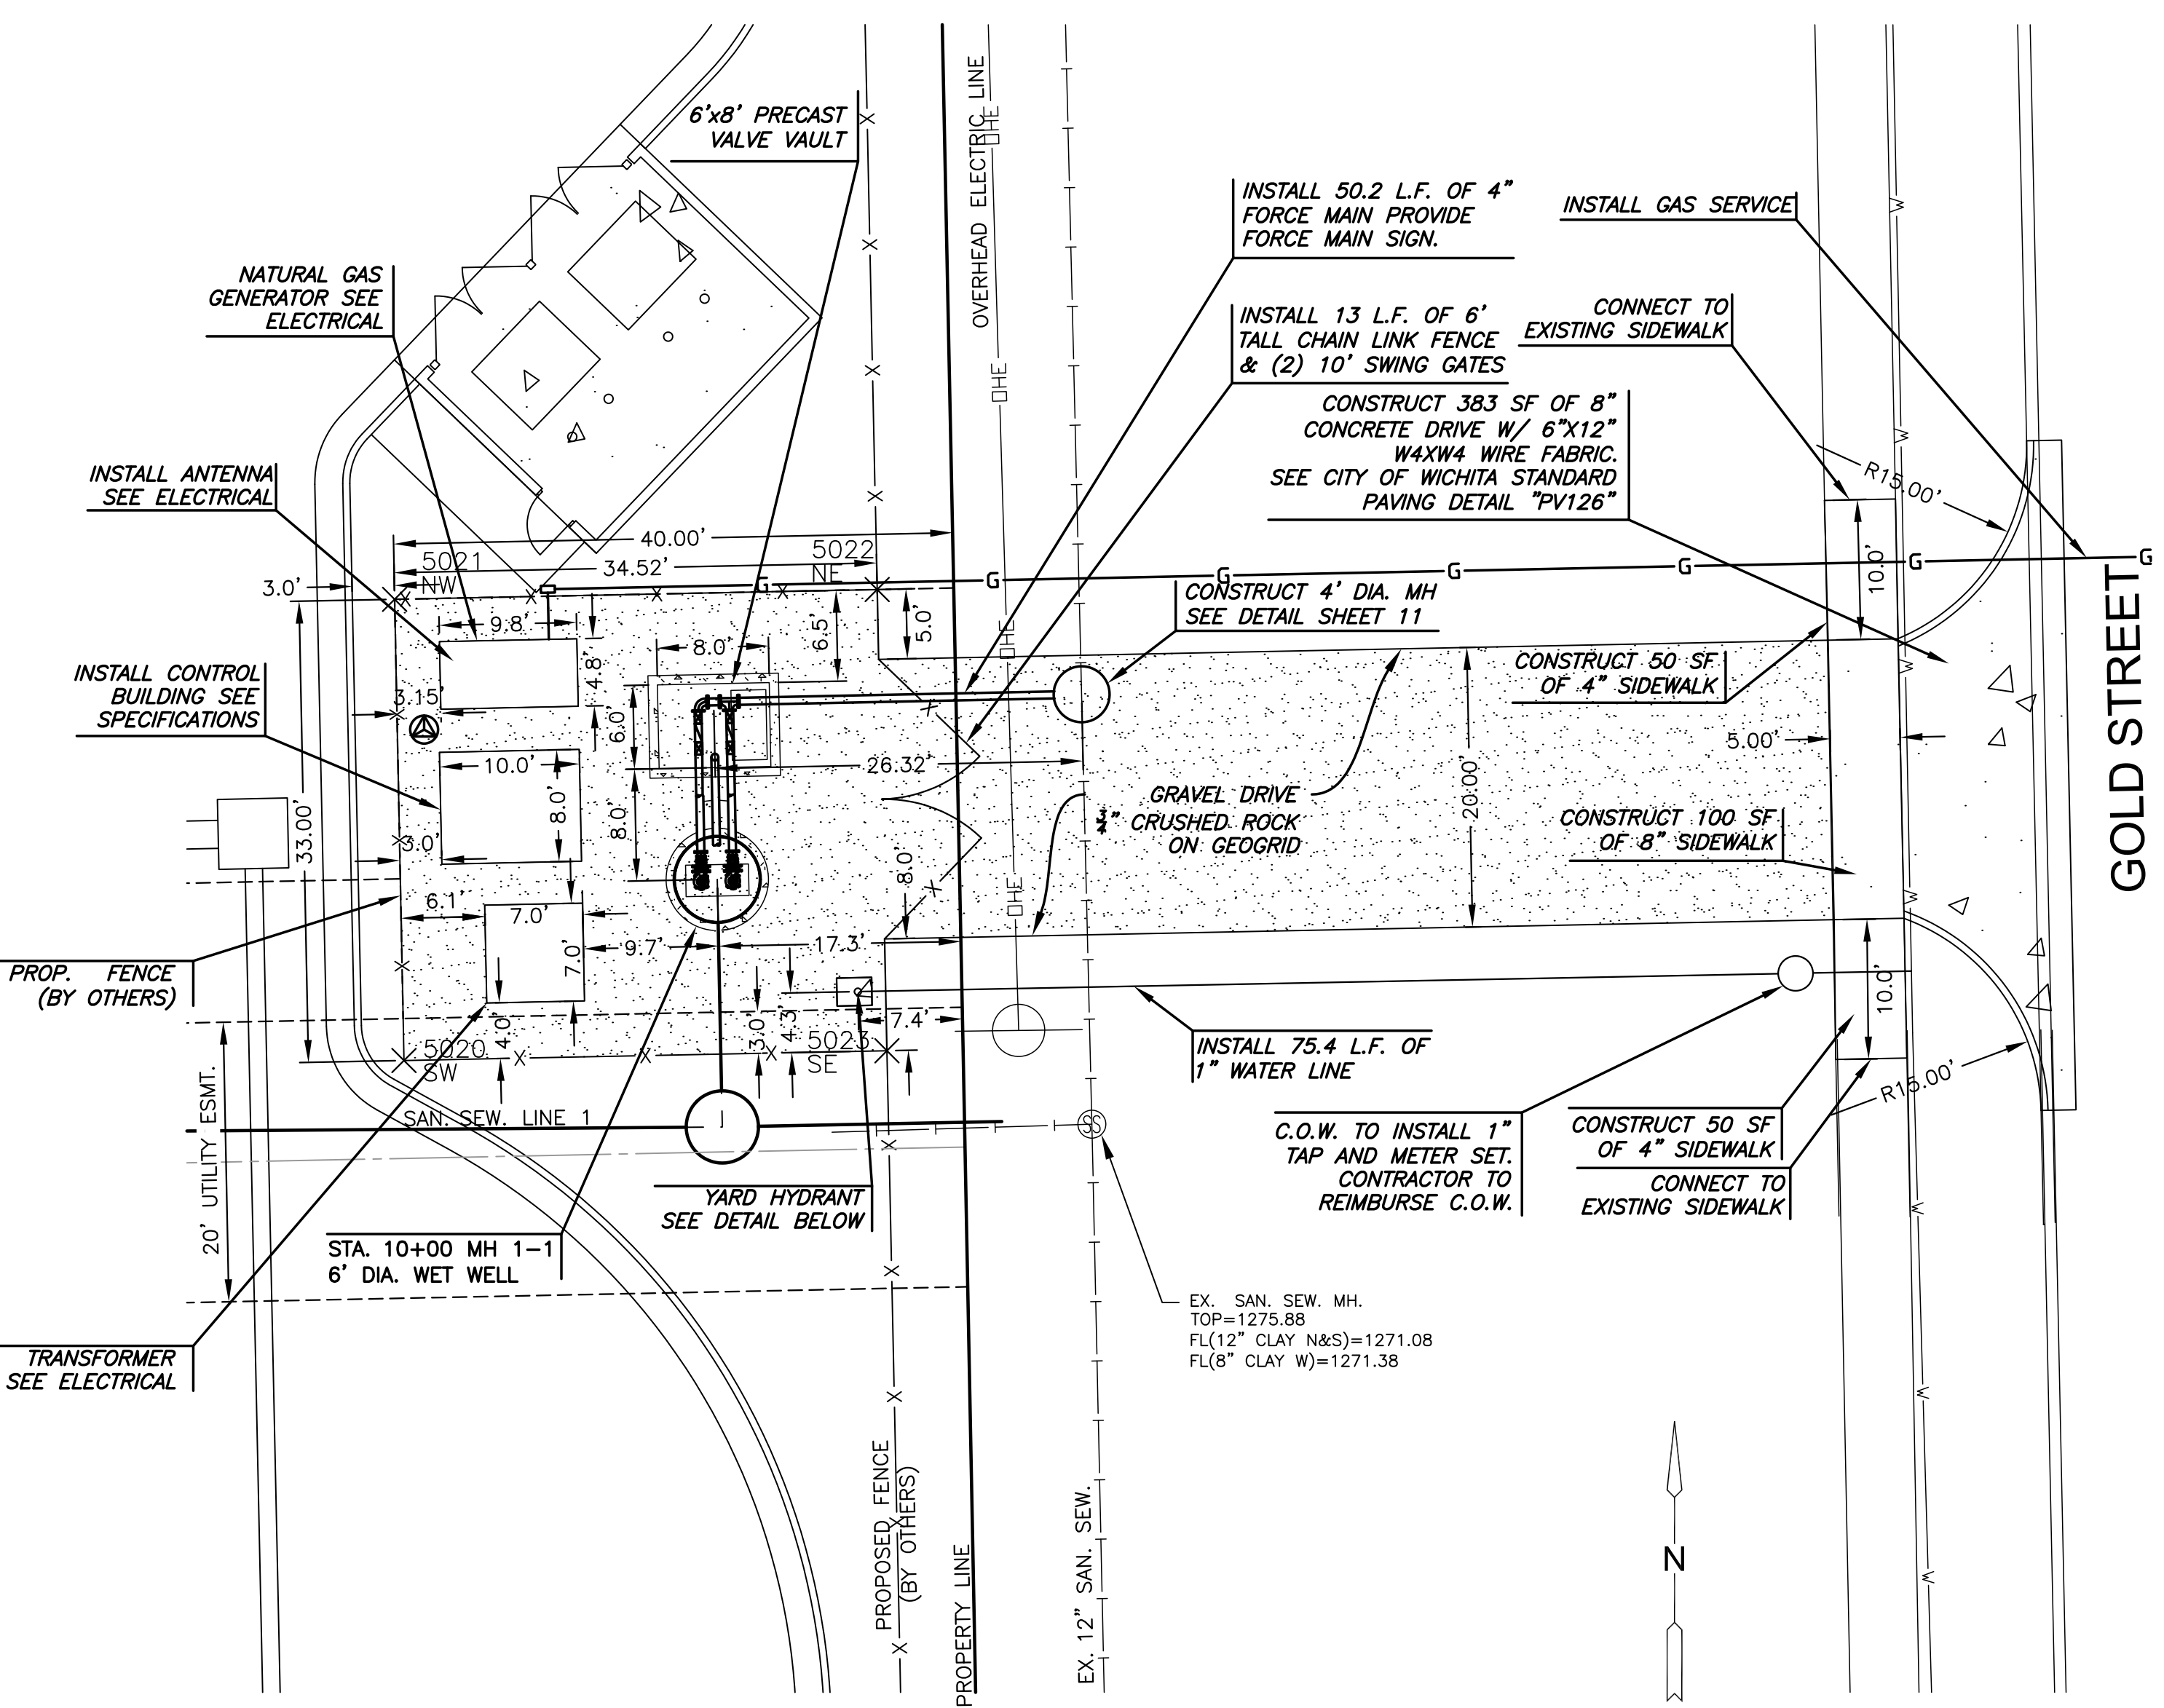 6'x8' PRECAST
VALVE VAULT
OVERHEAD ELECTRIC LINE
OHE
INSTALL 50.2 L.F. OF 4"
FORCE MAIN PROVIDE
FORCE MAIN SIGN.
INSTALL GAS SERVICE
NATURAL GAS
GENERATOR SEE
ELECTRICAL
INSTALL 13 L.F. OF 6'
TALL CHAIN LINK FENCE
& (2) 10' SWING GATES
CONNECT TO
EXISTING SIDEWALK
OHE
CONSTRUCT 383 SF OF 8"
CONCRETE DRIVE W/ 6"X12"
W4XW4 WIRE FABRIC.
SEE CITY OF WICHITA STANDARD
PAVING DETAIL "PV126"
R15.00'
INSTALL ANTENNA
SEE ELECTRICAL
40.00'
5021
NW
34.52'
5022
NE
3.0'
G
G
G
G
G
G
G
10.0'
CONSTRUCT 4' DIA. MH
SEE DETAIL SHEET 11
9.8'
4.8'
8.0'
6.5'
5.0'
OHE
INSTALL CONTROL
BUILDING SEE
SPECIFICATIONS
3.15'
6.0'
CONSTRUCT 50 SF
OF 4" SIDEWALK
5.00'
GOLD STREET
10.0'
8.0'
8.0'
26.32'
GRAVEL DRIVE
3/4" CRUSHED ROCK
ON GEOGRID
20.00'
CONSTRUCT 100 SF
OF 8" SIDEWALK
33.00'
3.0'
8.0'
OHE
6.1'
7.0'
7.0'
9.7'
17.3'
PROP. FENCE
(BY OTHERS)
4.0'
3.0'
4.3'
7.4'
10.0'
5020
SW
5023
SE
INSTALL 75.4 L.F. OF
1" WATER LINE
R15.00'
20' UTILITY ESMT.
SAN. SEW. LINE 1
SS
C.O.W. TO INSTALL 1"
TAP AND METER SET.
CONTRACTOR TO
REIMBURSE C.O.W.
CONSTRUCT 50 SF
OF 4" SIDEWALK
CONNECT TO
EXISTING SIDEWALK
YARD HYDRANT
SEE DETAIL BELOW
STA. 10+00 MH 1-1
6' DIA. WET WELL
EX. SAN. SEW. MH.
TOP=1275.88
FL(12" CLAY N&S)=1271.08
FL(8" CLAY W)=1271.38
TRANSFORMER
SEE ELECTRICAL
PROPOSED FENCE
(BY OTHERS)
PROPERTY LINE
EX. 12" SAN. SEW.
N